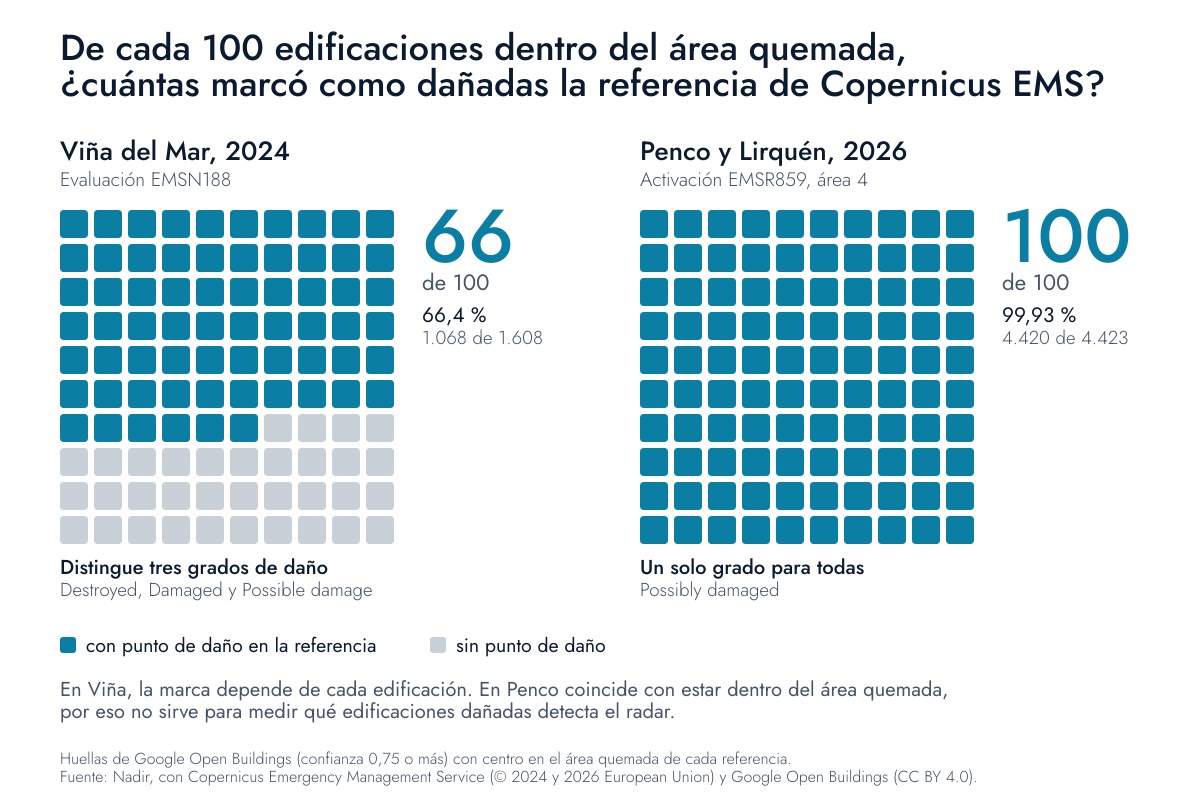 De cada 100 edificaciones dentro del área quemada,
¿cuántas marcó como dañadas la referencia de Copernicus EMS?
Viña del Mar, 2024
Evaluación EMSN188
66
de 100
66,4 %
1.068 de 1.608
Distingue tres grados de daño
Destroyed, Damaged y Possible damage
Penco y Lirquén, 2026
Activación EMSR859, área 4
100
de 100
99,93 %
4.420 de 4.423
Un solo grado para todas
Possibly damaged
con punto de daño en la referencia
sin punto de daño
En Viña, la marca depende de cada edificación. En Penco coincide con estar dentro del área quemada,
por eso no sirve para medir qué edificaciones dañadas detecta el radar.
Huellas de Google Open Buildings (confianza 0,75 o más) con centro en el área quemada de cada referencia.
Fuente: Nadir, con Copernicus Emergency Management Service (© 2024 y 2026 European Union) y Google Open Buildings (CC BY 4.0).